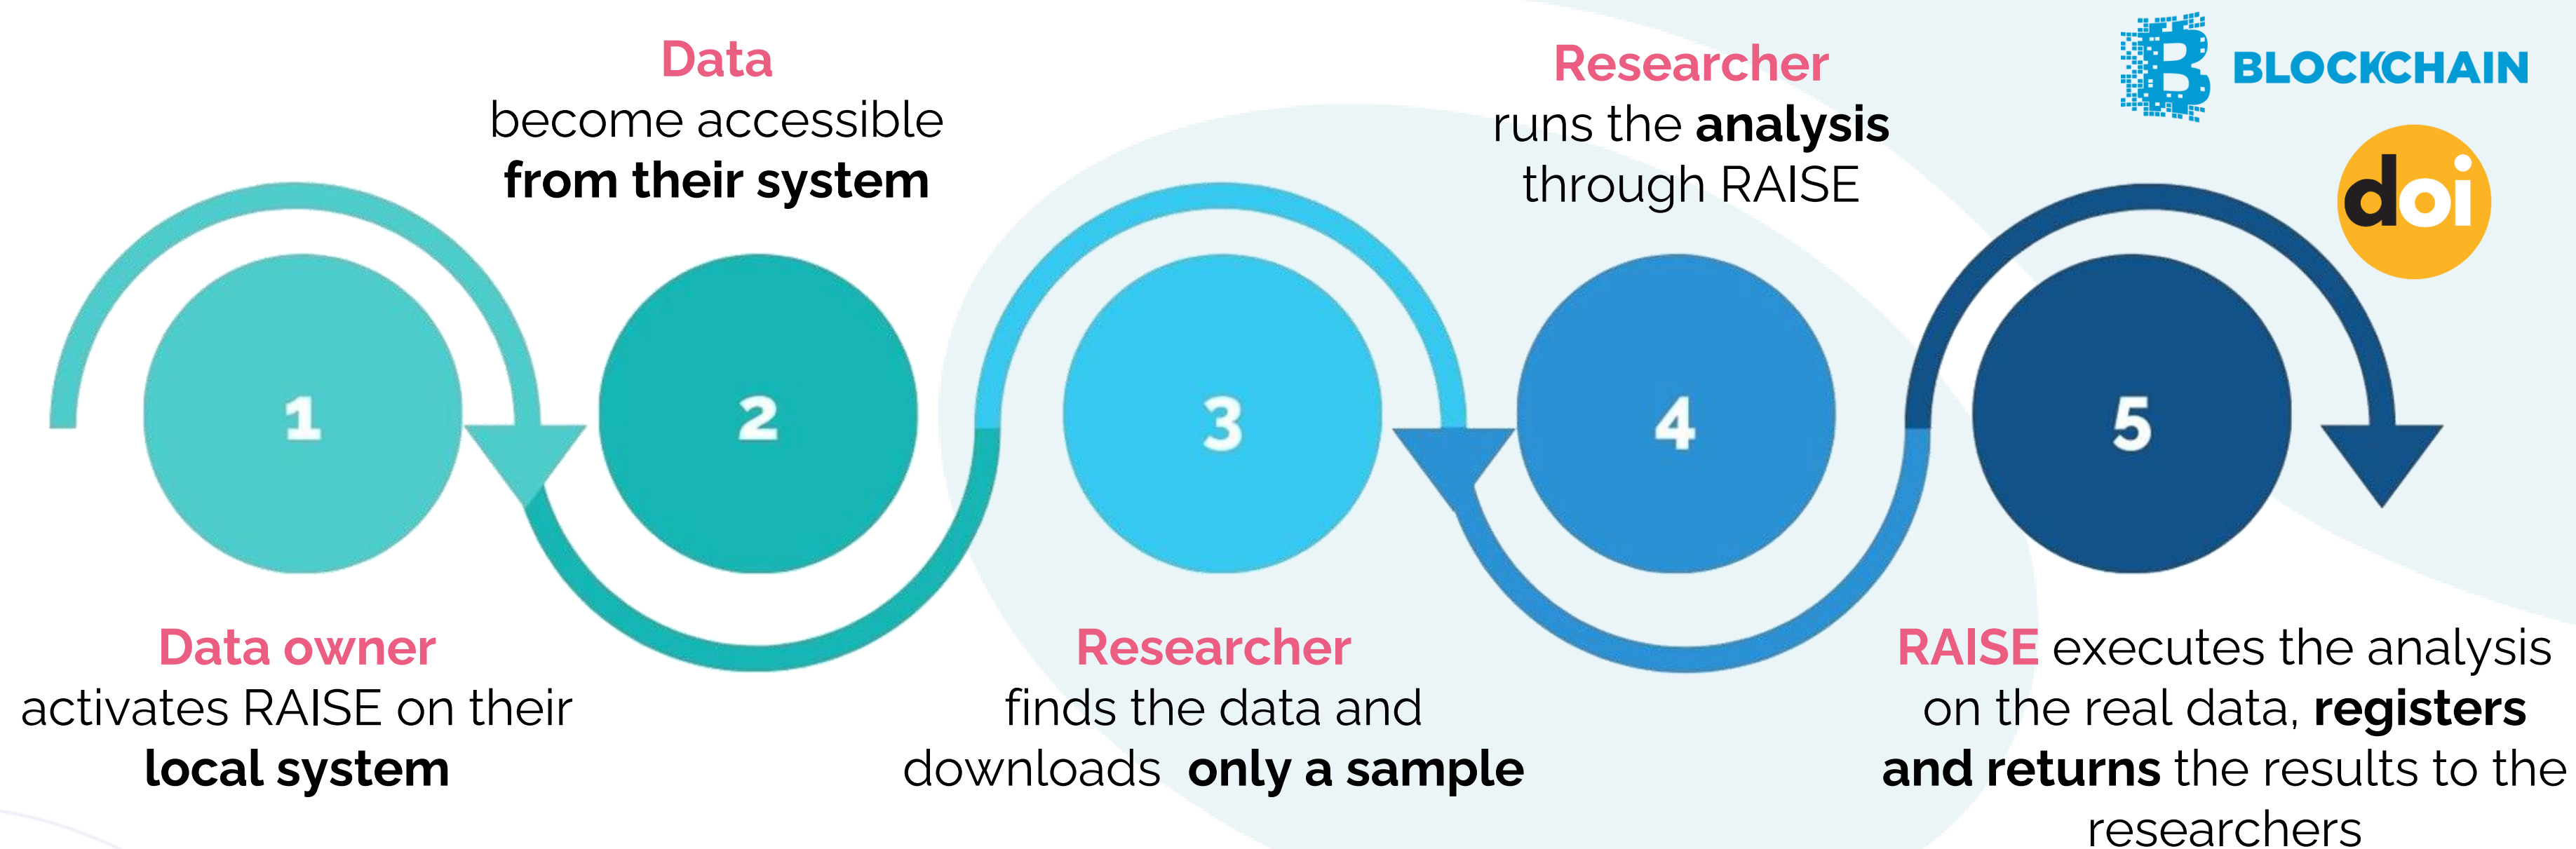 Data
become accessible
from their system
Researcher
runs the analysis
through RAISE
BLOCKCHAIN
doi
1
2
3
4
5
Data owner
activates RAISE on their
local system
Researcher
finds the data and
downloads only a sample
RAISE executes the analysis
on the real data, registers
and returns the results to the
researchers